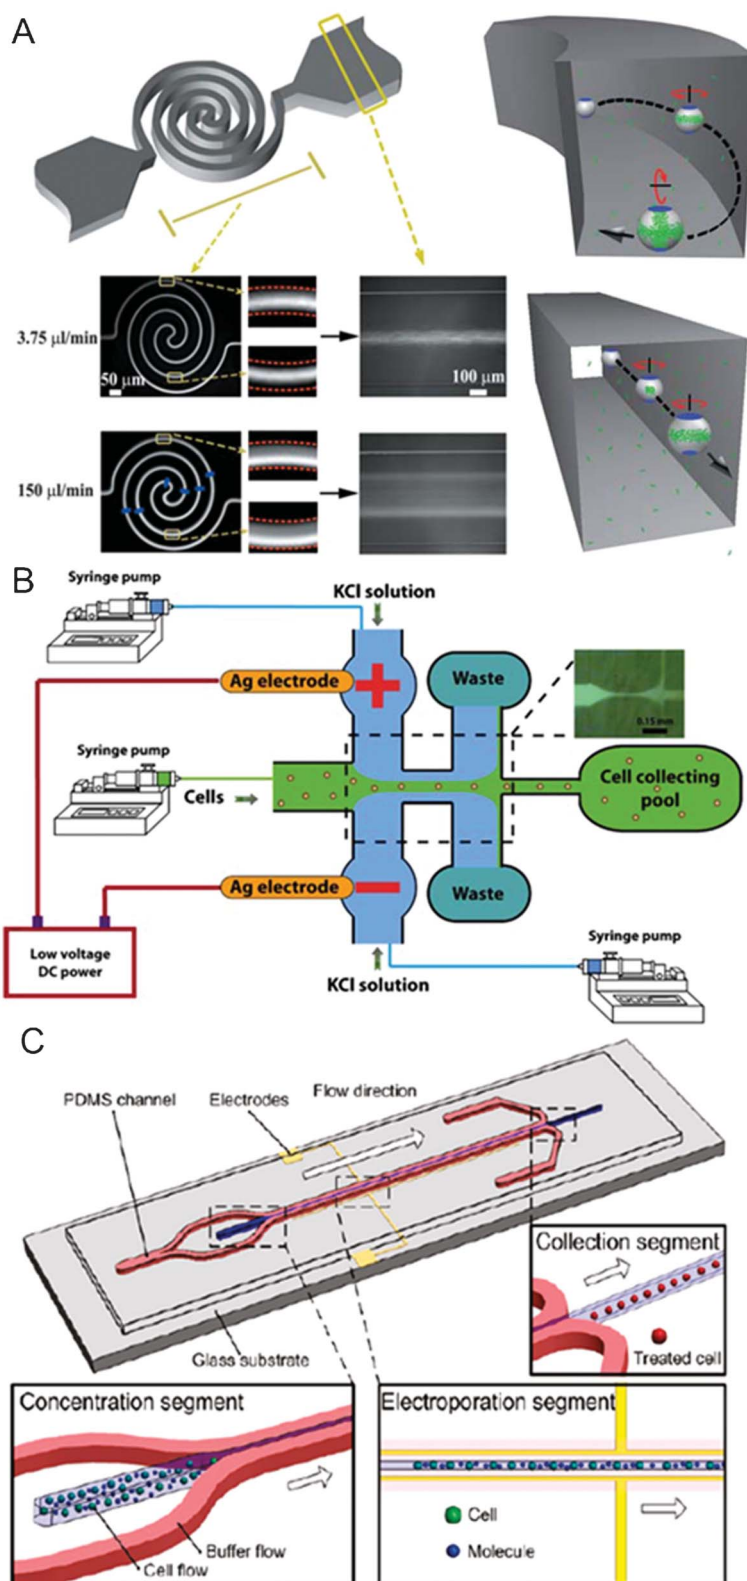 A
3.75 μl/min
50 μm
100 μm
150 μl/min
B
Syringe pump
KCl solution
Ag electrode
+
Waste
0.15 mm
Syringe pump
Cells
Cell collecting
pool
Ag electrode
−
Waste
Low voltage
DC power
KCl solution
Syringe pump
C
PDMS channel
Electrodes
Flow direction
Glass substrate
Collection segment
Treated cell
Concentration segment
Buffer flow
Cell flow
Electroporation segment
Cell
Molecule